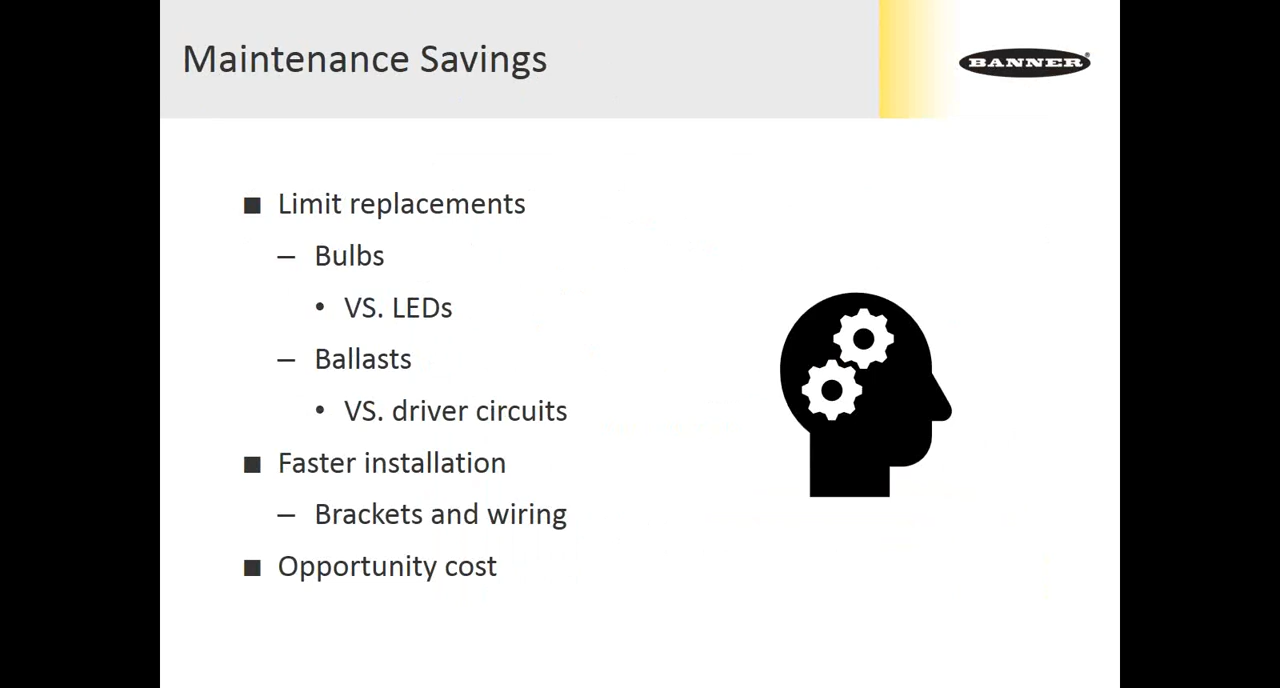 Maintenance Savings
BANNER®
■ Limit replacements
– Bulbs
• VS. LEDs
– Ballasts
• VS. driver circuits
■ Faster installation
– Brackets and wiring
■ Opportunity cost